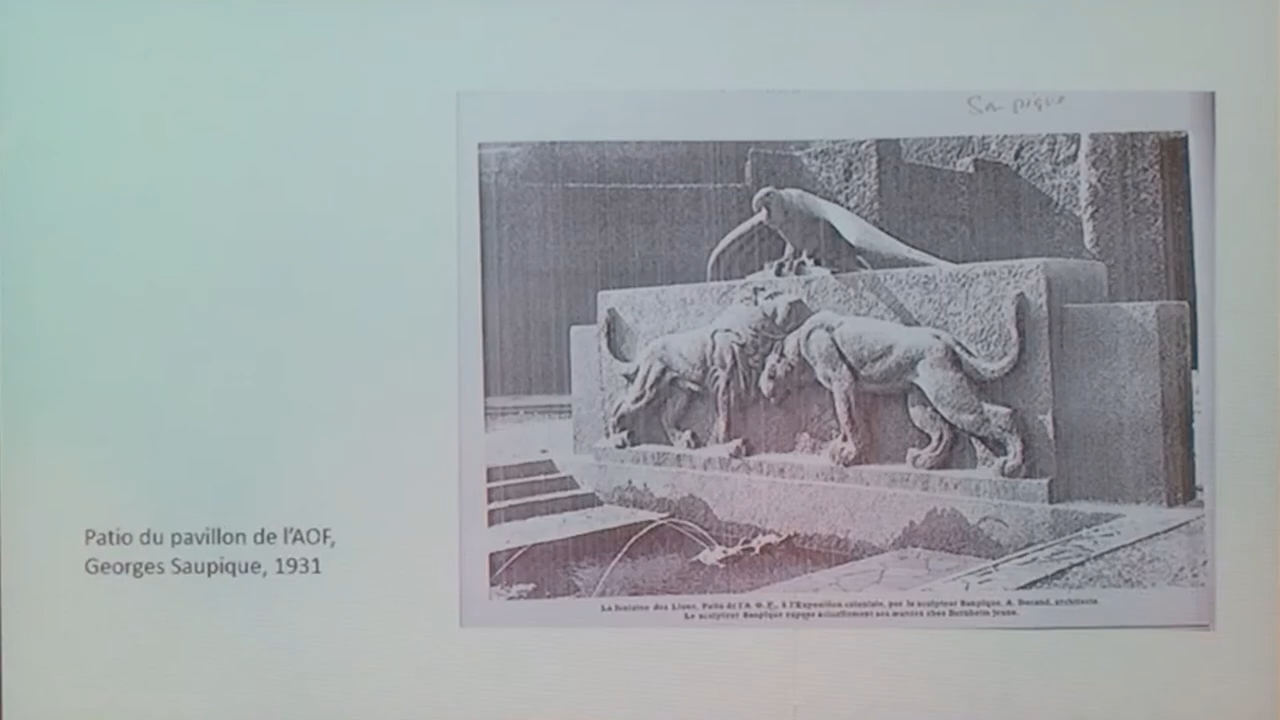 Saupique
Patio du pavillon de l'AOF,
Georges Saupique, 1931
La fontaine des Lions, Patio de l'A. O. F., à l'Exposition coloniale, par le sculpteur Saupique, A. Durand, architecte
Le sculpteur Saupique expose actuellement ses œuvres chez Bernheim jeune.